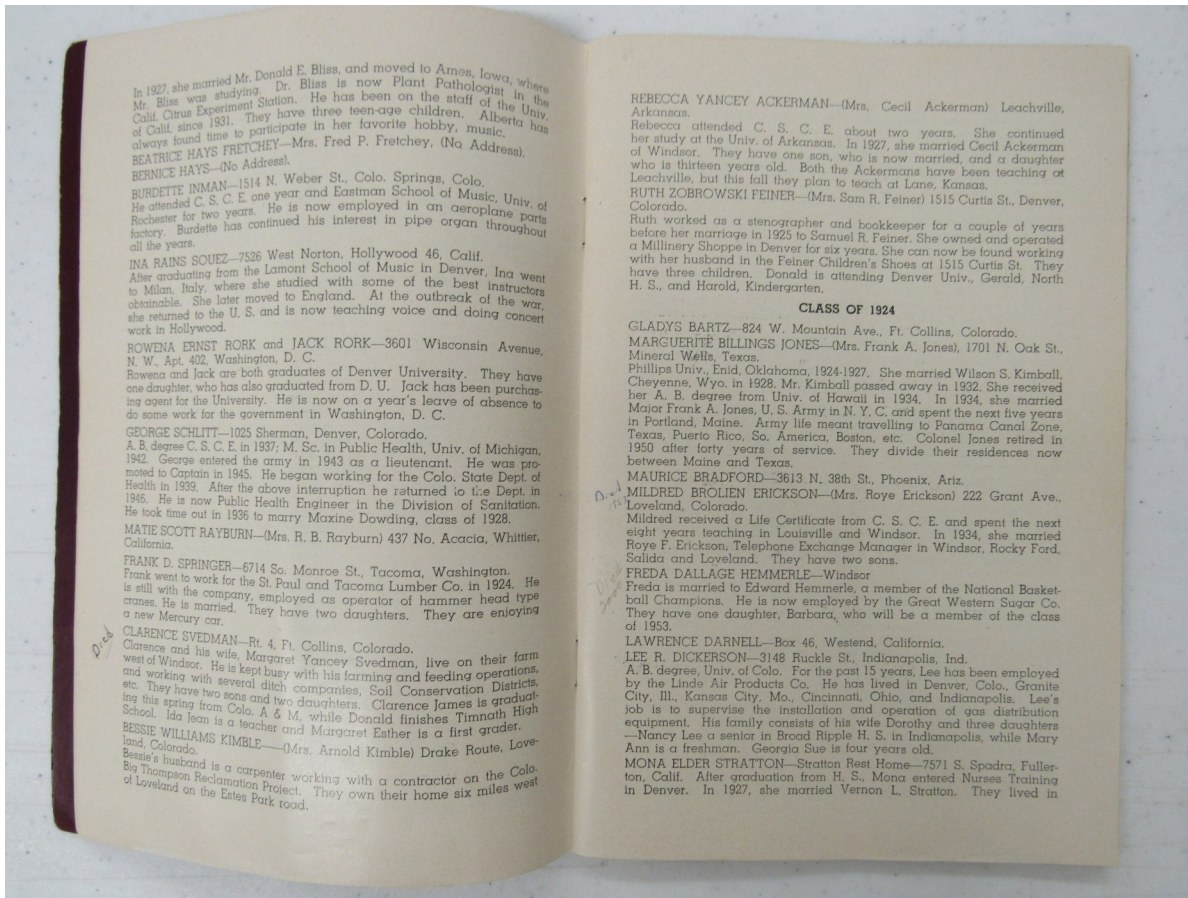 In 1927, she married Mr. Donald E. Bliss, and moved to Ames, Iowa, where
Mr. Bliss was studying. Dr. Bliss is now Plant Pathologist in the
Calif. Citrus Experiment Station. He has been on the staff of the Univ.
of Calif. since 1931. They have three teen-age children. Alberta has
always found time to participate in her favorite hobby, music.
BEATRICE HAYS FRETCHEY—Mrs. Fred P. Fretchey, (No Address).
BERNICE HAYS—(No Address).
BURDETTE INMAN—1514 N. Weber St., Colo. Springs, Colo.
He attended C. S. C. E. one year and Eastman School of Music, Univ. of
Rochester for two years. He is now employed in an aeroplane parts
factory. Burdette has continued his interest in pipe organ throughout
all the years.
INA RAINS SOUEZ—7526 West Norton, Hollywood 46, Calif.
After graduating from the Lamont School of Music in Denver, Ina went
to Milan, Italy, where she studied with some of the best instructors
obtainable. She later moved to England. At the outbreak of the war,
she returned to the U. S. and is now teaching voice and doing concert
work in Hollywood.
ROWENA ERNST RORK and JACK RORK—3601 Wisconsin Avenue,
N. W., Apt. 402, Washington, D. C.
Rowena and Jack are both graduates of Denver University. They have
one daughter, who has also graduated from D. U. Jack has been purchas-
ing agent for the University. He is now on a year's leave of absence to
do some work for the government in Washington, D. C.
GEORGE SCHLITT—1025 Sherman, Denver, Colorado.
A. B. degree C. S. C. E. in 1937; M. Sc. in Public Health, Univ. of Michigan,
1942. George entered the army in 1943 as a lieutenant. He was pro-
moted to Captain in 1945. He began working for the Colo. State Dept. of
Health in 1939. After the above interruption he returned to the Dept. in
1946. He is now Public Health Engineer in the Division of Sanitation.
He took time out in 1936 to marry Maxine Dowding, class of 1928.
MATIE SCOTT RAYBURN—(Mrs. R. B. Rayburn) 437 No. Acacia, Whittier,
California.
FRANK D. SPRINGER—6714 So. Monroe St., Tacoma, Washington.
Frank went to work for the St. Paul and Tacoma Lumber Co. in 1924. He
is still with the company, employed as operator of hammer head type
cranes. He is married. They have two daughters. They are enjoying
a new Mercury car.
Died
CLARENCE SVEDMAN—Rt. 4, Ft. Collins, Colorado.
Clarence and his wife, Margaret Yancey Svedman, live on their farm
west of Windsor. He is kept busy with his farming and feeding operations,
and working with several ditch companies, Soil Conservation Districts,
etc. They have two sons and two daughters. Clarence James is graduat-
ing this spring from Colo. A & M, while Donald finishes Timnath High
School. Ida Jean is a teacher and Margaret Esther is a first grader.
BESSIE WILLIAMS KIMBLE—(Mrs. Arnold Kimble) Drake Route, Love-
land, Colorado.
Bessie's husband is a carpenter working with a contractor on the Colo.
Big Thompson Reclamation Project. They own their home six miles west
of Loveland on the Estes Park road.
REBECCA YANCEY ACKERMAN—(Mrs. Cecil Ackerman) Leachville,
Arkansas.
Rebecca attended C. S. C. E. about two years. She continued
her study at the Univ. of Arkansas. In 1927, she married Cecil Ackerman
of Windsor. They have one son, who is now married, and a daughter
who is thirteen years old. Both the Ackermans have been teaching at
Leachville, but this fall they plan to teach at Lane, Kansas.
RUTH ZOBROWSKI FEINER—(Mrs. Sam R. Feiner) 1515 Curtis St., Denver,
Colorado.
Ruth worked as a stenographer and bookkeeper for a couple of years
before her marriage in 1925 to Samuel R. Feiner. She owned and operated
a Millinery Shoppe in Denver for six years. She can now be found working
with her husband in the Feiner Children's Shoes at 1515 Curtis St. They
have three children. Donald is attending Denver Univ., Gerald, North
H. S., and Harold, Kindergarten.
CLASS OF 1924
GLADYS BARTZ—824 W. Mountain Ave., Ft. Collins, Colorado.
MARGUERITE BILLINGS JONES—(Mrs. Frank A. Jones), 1701 N. Oak St.,
Mineral Wells, Texas.
Phillips Univ., Enid, Oklahoma, 1924-1927. She married Wilson S. Kimball,
Cheyenne, Wyo. in 1928. Mr. Kimball passed away in 1932. She received
her A. B. degree from Univ. of Hawaii in 1934. In 1934, she married
Major Frank A. Jones, U. S. Army in N. Y. C. and spent the next five years
in Portland, Maine. Army life meant travelling to Panama Canal Zone,
Texas, Puerto Rico, So. America, Boston, etc. Colonel Jones retired in
1950 after forty years of service. They divide their residences now
between Maine and Texas.
MAURICE BRADFORD—3613 N. 38th St., Phoenix, Ariz.
Died
MILDRED BROLIEN ERICKSON—(Mrs. Roye Erickson) 222 Grant Ave.,
Loveland, Colorado.
Mildred received a Life Certificate from C. S. C. E. and spent the next
eight years teaching in Louisville and Windsor. In 1934, she married
Roye F. Erickson, Telephone Exchange Manager in Windsor, Rocky Ford,
Salida and Loveland. They have two sons.
Died
FREDA DALLAGE HEMMERLE—Windsor
Freda is married to Edward Hemmerle, a member of the National Basket-
ball Champions. He is now employed by the Great Western Sugar Co.
They have one daughter, Barbara, who will be a member of the class
of 1953.
LAWRENCE DARNELL—Box 46, Westend, California.
LEE R. DICKERSON—3148 Ruckle St., Indianapolis, Ind.
A. B. degree, Univ. of Colo. For the past 15 years, Lee has been employed
by the Linde Air Products Co. He has lived in Denver, Colo., Granite
City, Ill., Kansas City, Mo., Cincinnati, Ohio, and Indianapolis. Lee's
job is to supervise the installation and operation of gas distribution
equipment. His family consists of his wife Dorothy and three daughters
—Nancy Lee a senior in Broad Ripple H. S. in Indianapolis, while Mary
Ann is a freshman. Georgia Sue is four years old.
MONA ELDER STRATTON—Stratton Rest Home—7571 S. Spadra, Fuller-
ton, Calif. After graduation from H. S., Mona entered Nurses Training
in Denver. In 1927, she married Vernon L. Stratton. They lived in